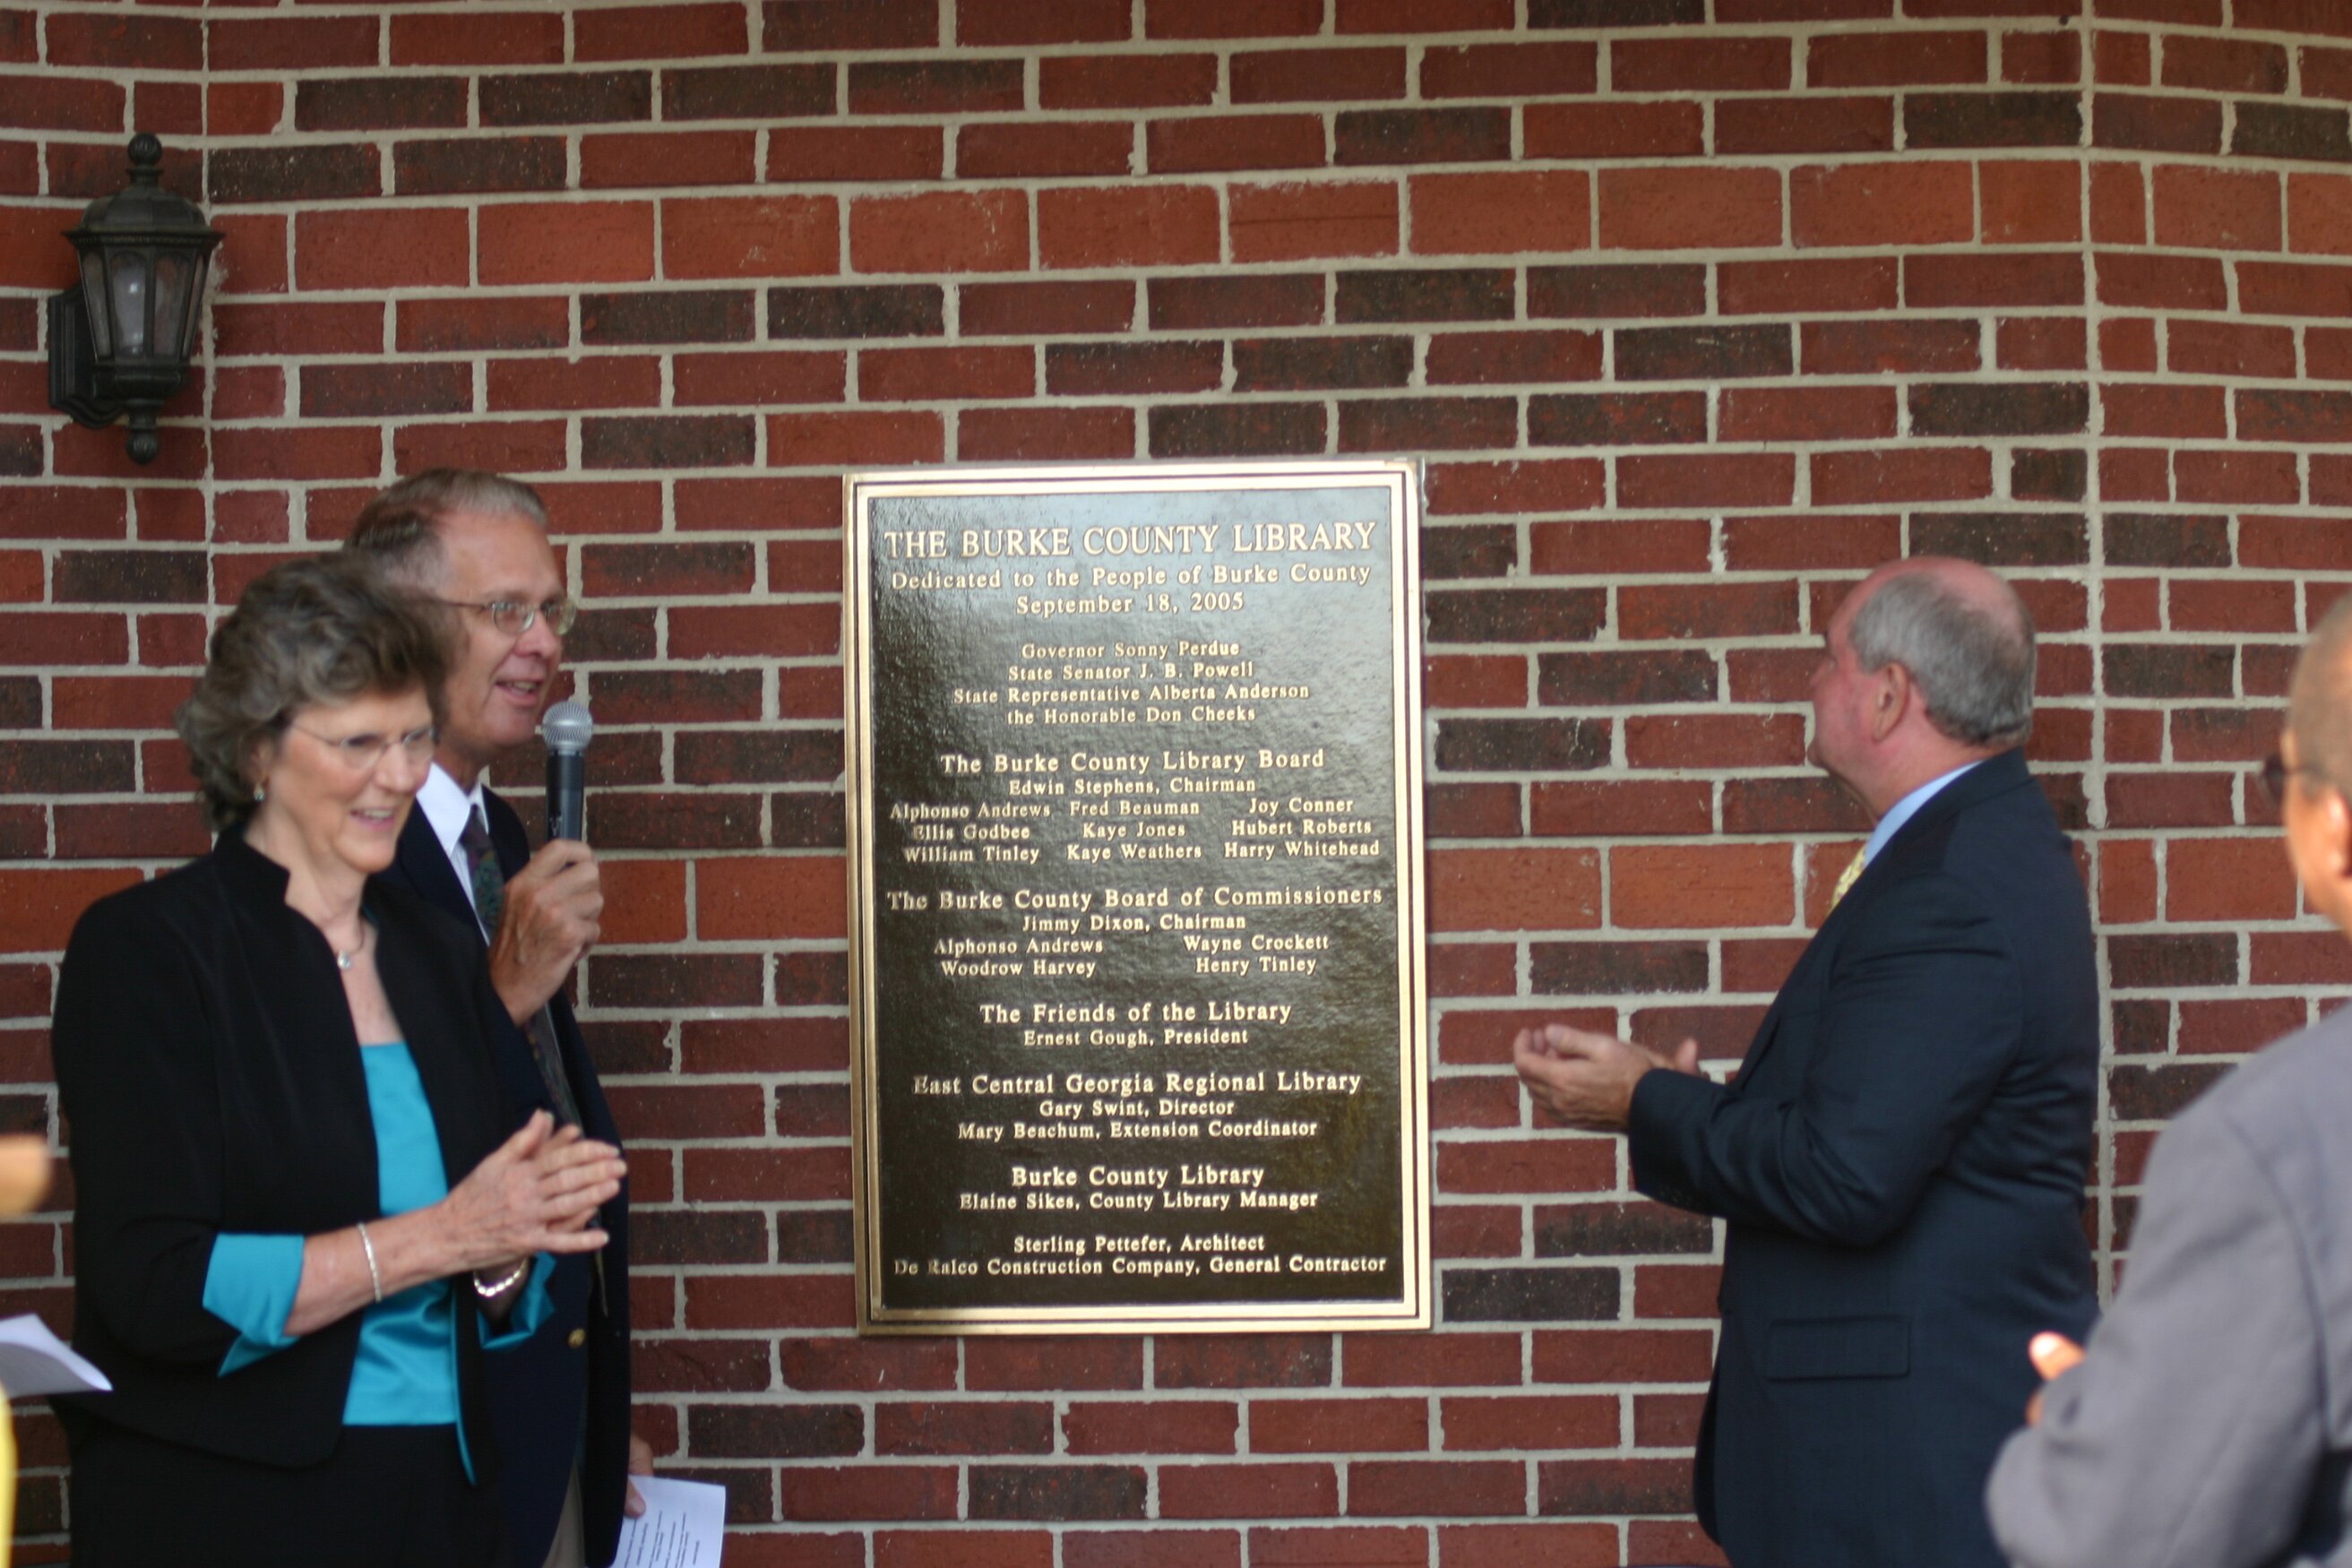 THE BURKE COUNTY LIBRARY
Dedicated to the People of Burke County
September 18, 2005
Governor Sonny Perdue
State Senator J. B. Powell
State Representative Alberta Anderson
the Honorable Don Cheeks
The Burke County Library Board
Edwin Stephens, Chairman
Alphonso Andrews Fred Beauman Joy Conner
Ellis Godbee Kaye Jones Hubert Roberts
William Tinley Kaye Weathers Harry Whitehead
The Burke County Board of Commissioners
Jimmy Dixon, Chairman
Alphonso Andrews Wayne Crockett
Woodrow Harvey Henry Tinley
The Friends of the Library
Ernest Gough, President
East Central Georgia Regional Library
Gary Swint, Director
Mary Beachum, Extension Coordinator
Burke County Library
Elaine Sikes, County Library Manager
Sterling Pettefer, Architect
De Ralco Construction Company, General Contractor